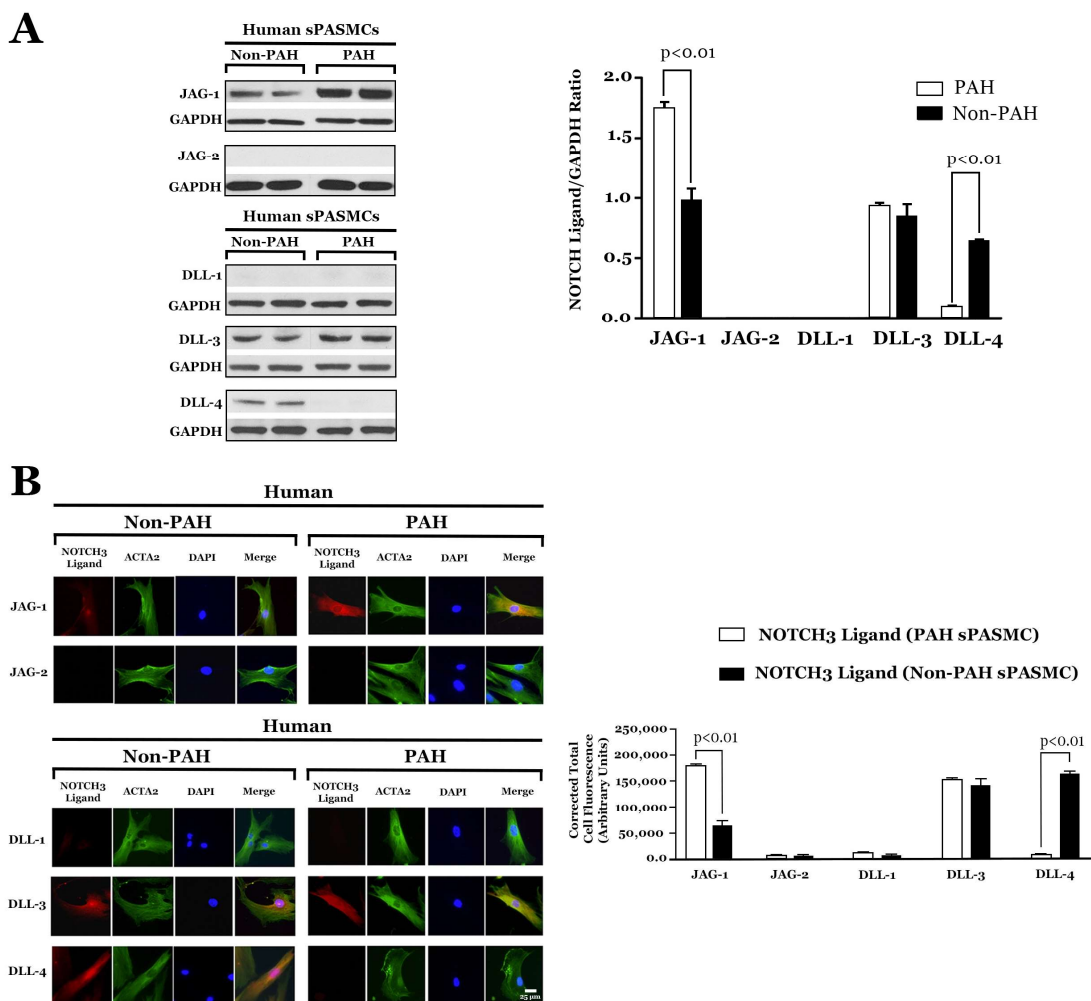 A
Human sPASMCs
Non-PAH PAH
JAG-1
GAPDH
JAG-2
GAPDH
Human sPASMCs
Non-PAH PAH
DLL-1
GAPDH
DLL-3
GAPDH
DLL-4
GAPDH
NOTCH Ligand/GAPDH Ratio
2.0
1.5
1.0
0.5
0.0
p<0.01
p<0.01
PAH
Non-PAH
JAG-1 JAG-2 DLL-1 DLL-3 DLL-4
B
Human
Non-PAH PAH
NOTCH3 Ligand ACTA2 DAPI Merge NOTCH3 Ligand ACTA2 DAPI Merge
JAG-1
JAG-2
Human
Non-PAH PAH
NOTCH3 Ligand ACTA2 DAPI Merge NOTCH3 Ligand ACTA2 DAPI Merge
DLL-1
DLL-3
DLL-4
25 µm
NOTCH3 Ligand (PAH sPASMC)
NOTCH3 Ligand (Non-PAH sPASMC)
Corrected Total
Cell Fluorescence
(Arbitrary Units)
250,000
200,000
150,000
100,000
50,000
0.0
p<0.01
p<0.01
JAG-1 JAG-2 DLL-1 DLL-3 DLL-4